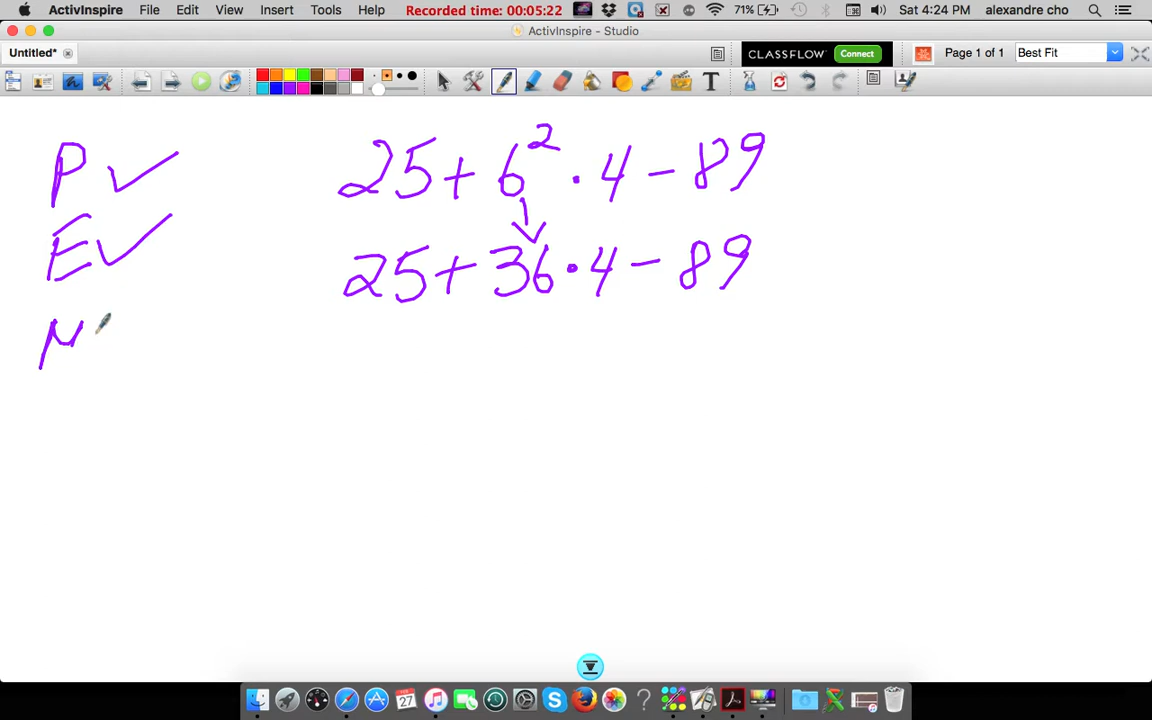 ActivInspire File Edit View Insert Tools Help Recorded time: 00:05:22 71% Sat 4:24 PM alexandre cho
ActivInspire - Studio
Untitled* CLASSFLOW Connect Page 1 of 1 Best Fit
P ✓ 25 + 6² · 4 - 89
E ✓ 25 + 36 · 4 - 89
M
27